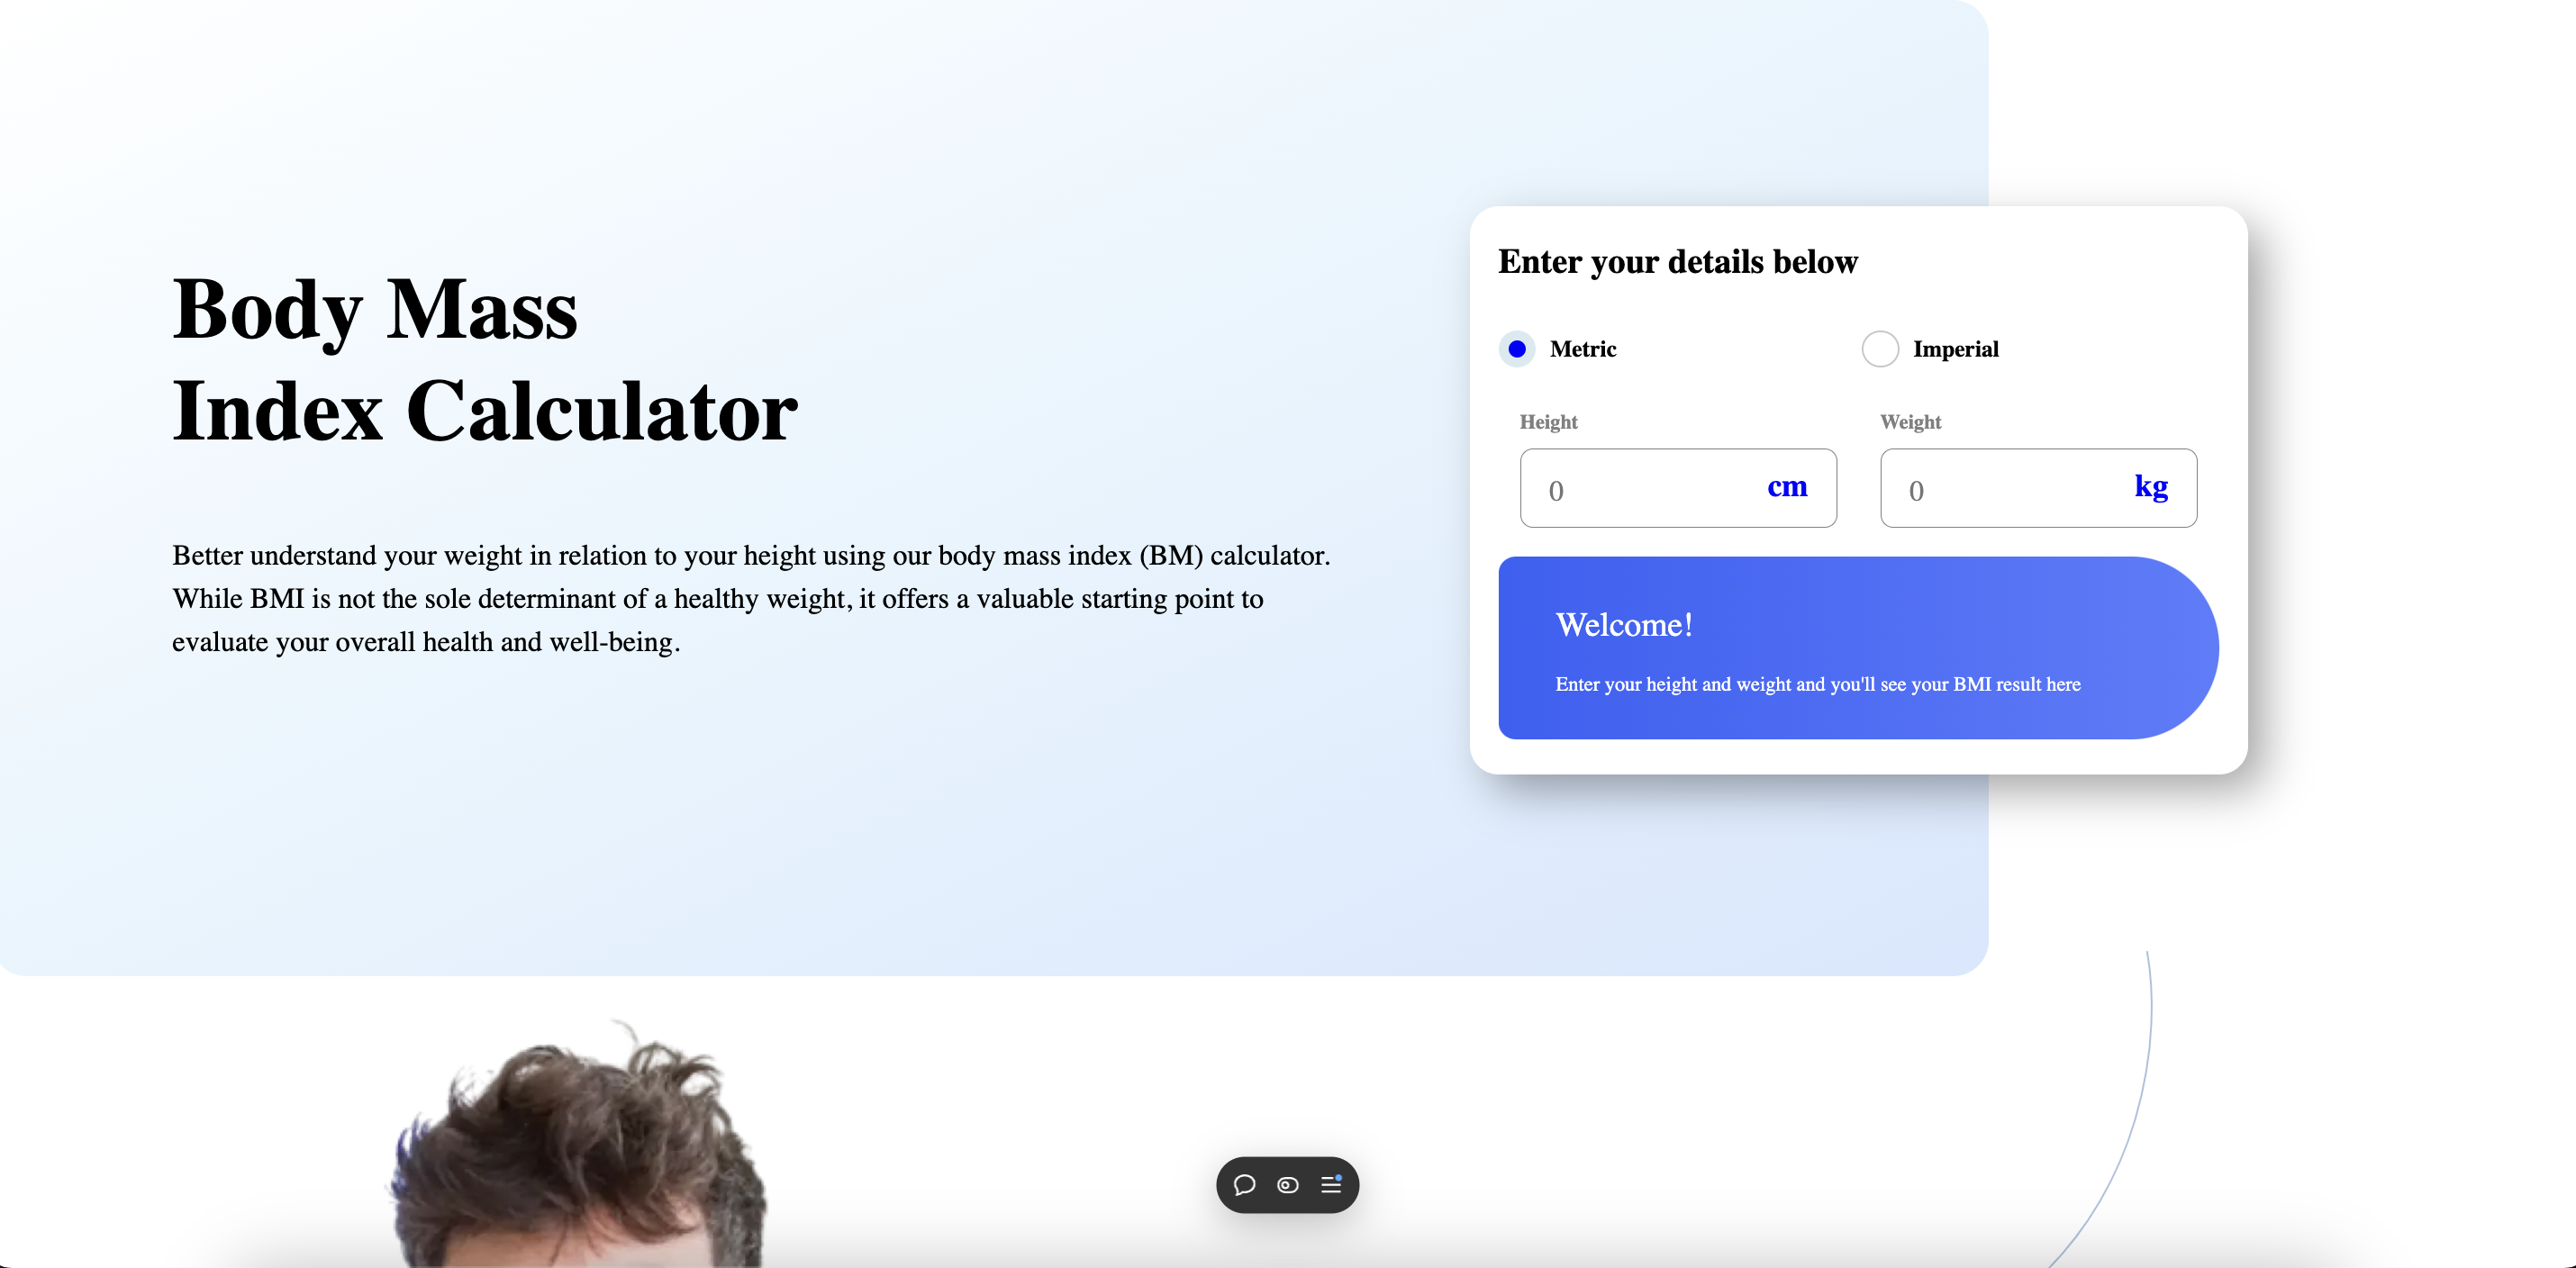 Body Mass
Index Calculator
Better understand your weight in relation to your height using our body mass index (BM) calculator.
While BMI is not the sole determinant of a healthy weight, it offers a valuable starting point to
evaluate your overall health and well-being.
Enter your details below
Metric
Imperial
Height
Weight
0 cm
0 kg
Welcome!
Enter your height and weight and you'll see your BMI result here